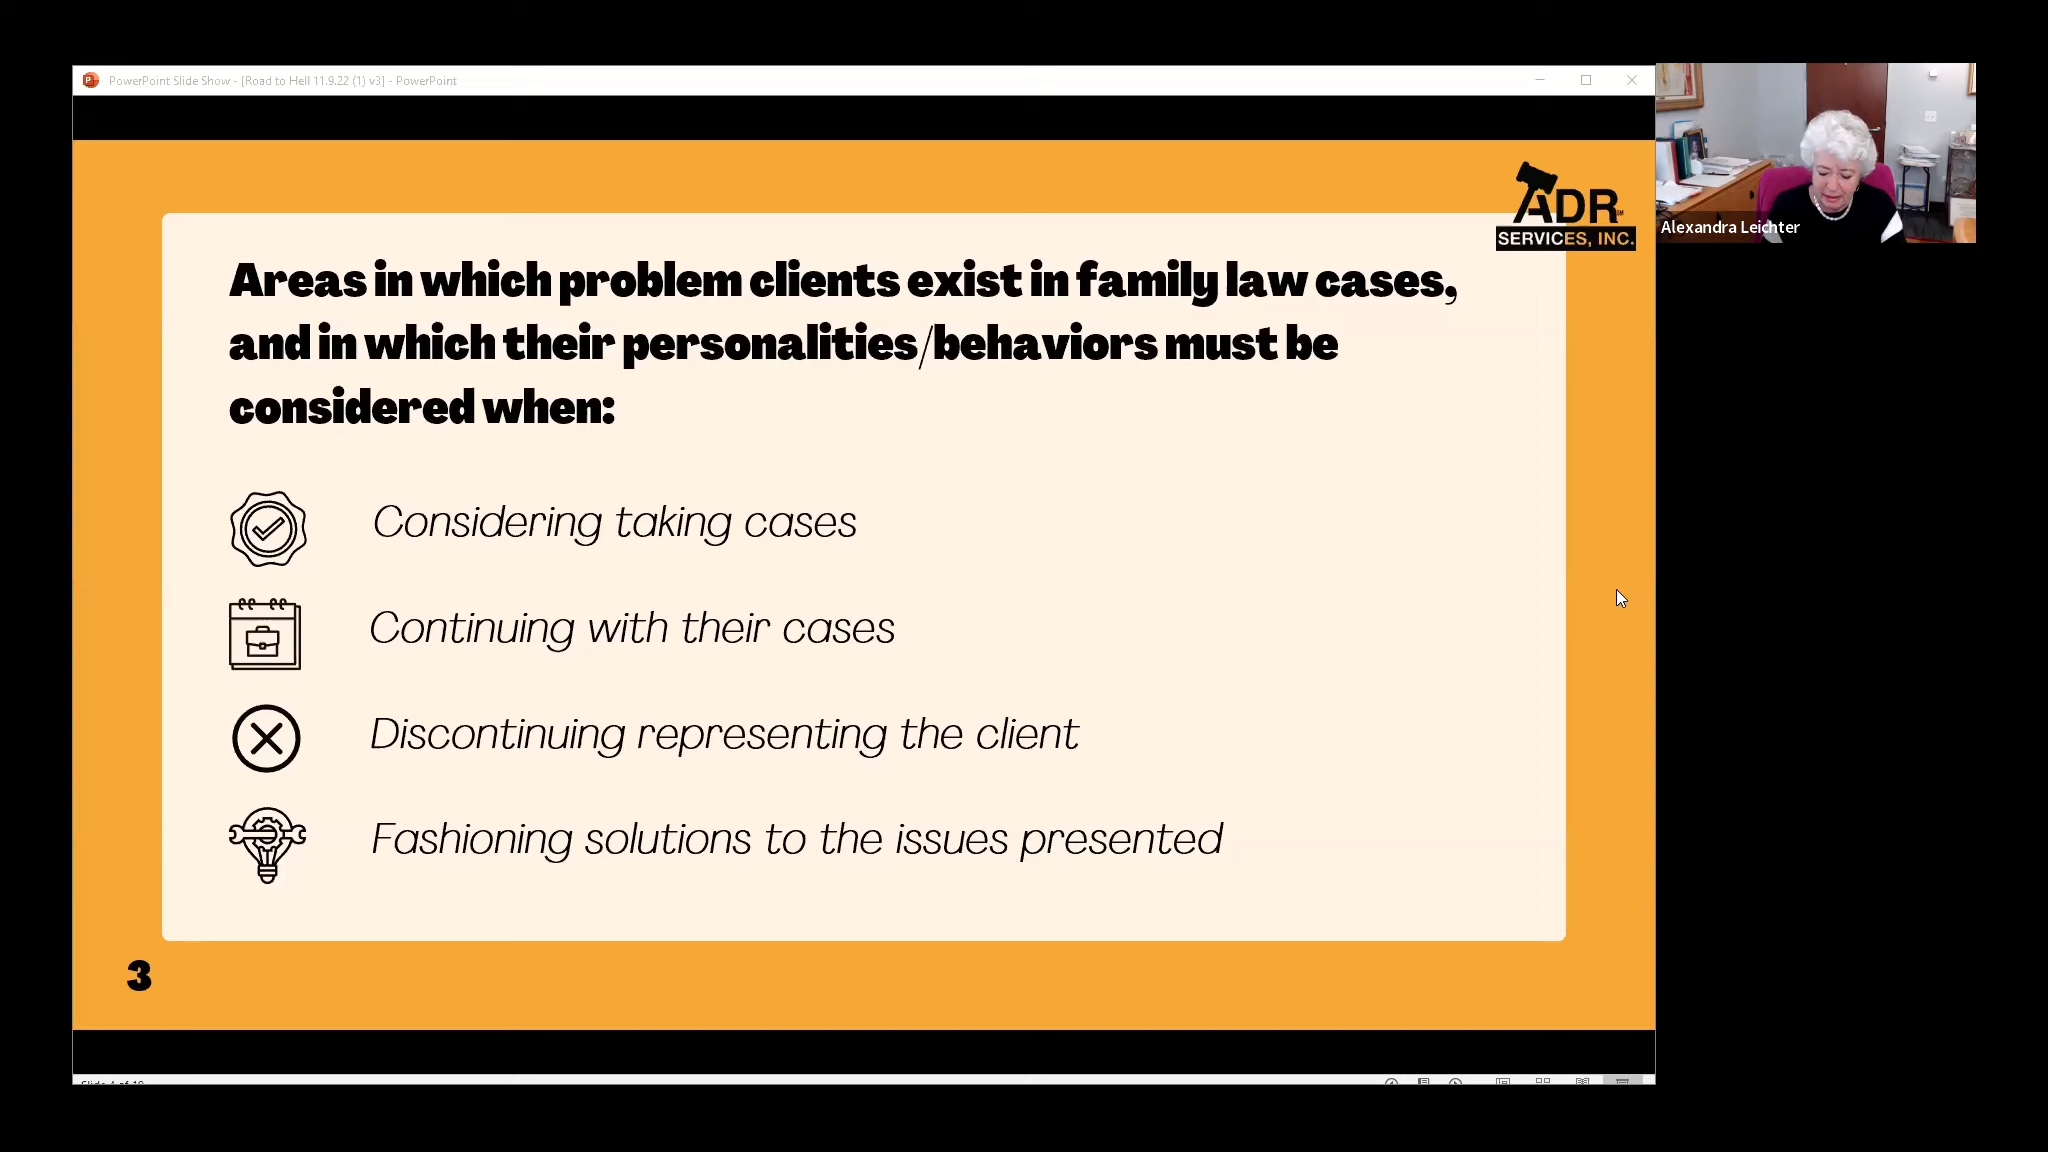 PowerPoint Slide Show - [Road to Hell 11.9.22 (1) v3] - PowerPoint
ADR
SERVICES, INC.
Alexandra Leichter
Areas in which problem clients exist in family law cases,
and in which their personalities/behaviors must be
considered when:
Considering taking cases
Continuing with their cases
Discontinuing representing the client
Fashioning solutions to the issues presented
3